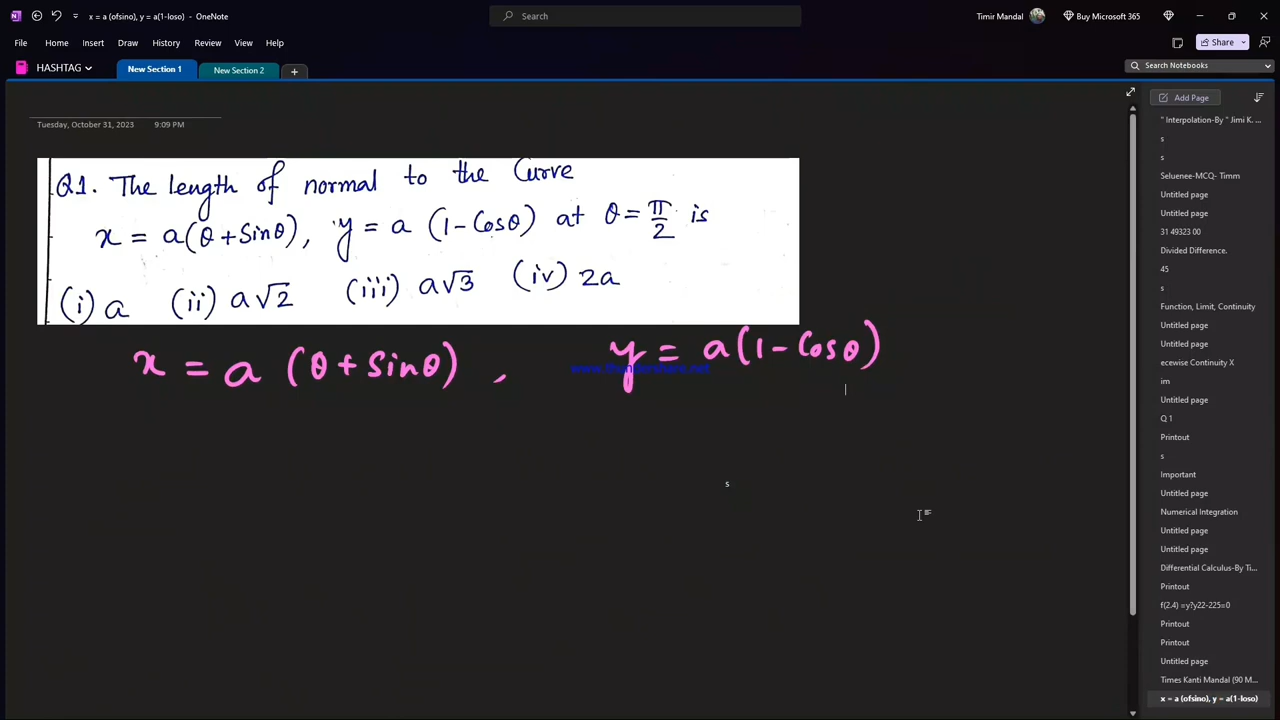 x = a (ofsino), y = a(1-loso) - OneNote
Search
Timir Mandal
Buy Microsoft 365
File Home Insert Draw History Review View Help
Share
HASHTAG
New Section 1
New Section 2
+
Search Notebooks
Add Page
Tuesday, October 31, 2023 9:09 PM
Q1. The length of normal to the Curve
x = a(θ+Sinθ), y = a (1-Cosθ) at θ = π/2 is
(i) a (ii) a√2 (iii) a√3 (iv) 2a
x = a (θ+Sinθ) , y = a(1-Cosθ)
www.thundershare.net
s
" Interpolation-By " Jimi K. ...
s
s
Seluenee-MCQ- Timm
Untitled page
Untitled page
31 49323 00
Divided Difference.
45
s
Function, Limit, Continuity
Untitled page
Untitled page
ecewise Continuity X
im
Untitled page
Q 1
Printout
s
Important
Untitled page
Numerical Integration
Untitled page
Untitled page
Differential Calculus-By Ti...
Printout
f(2.4) =y?y22-225=0
Printout
Printout
Untitled page
Times Kanti Mandal (90 M...
x = a (ofsino), y = a(1-loso)